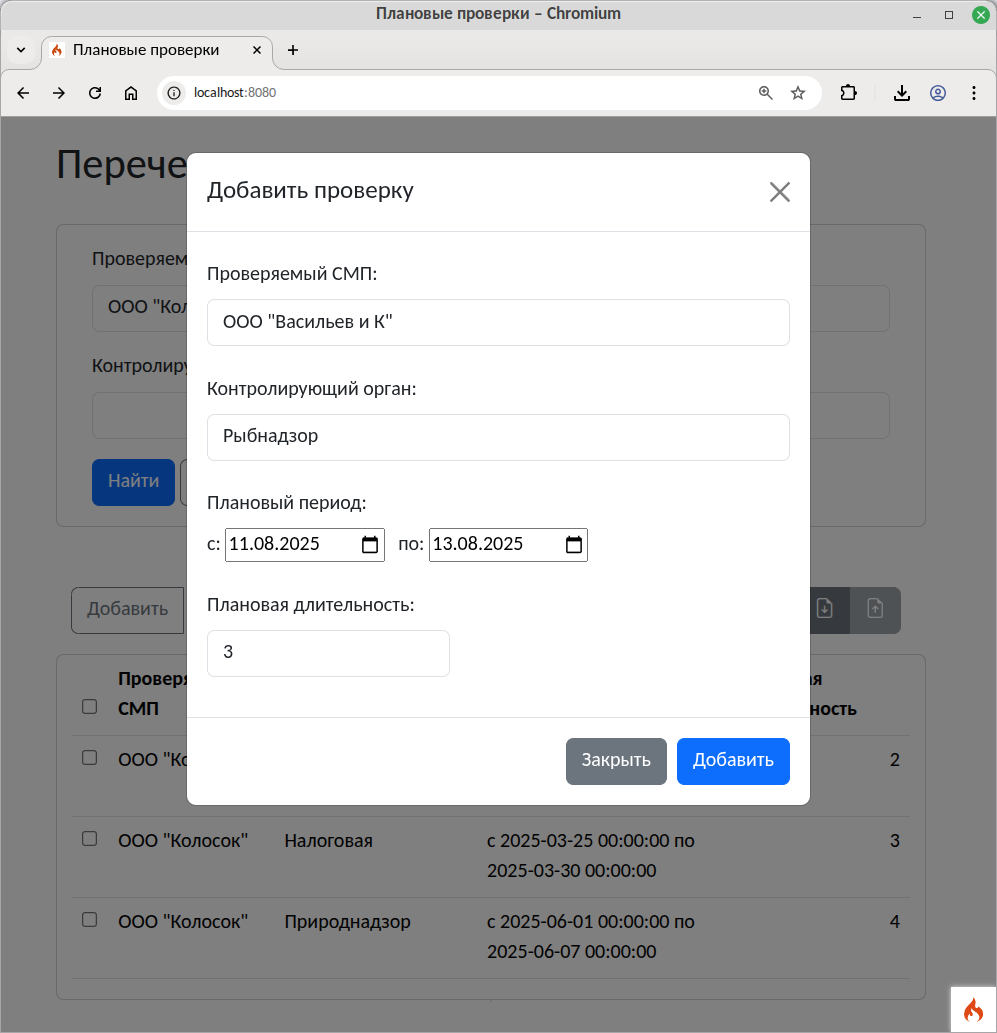 Плановые проверки – Chromium
Плановые проверки
localhost:8080
Перече
Проверяем
ООО "Кол
Контролиру
Найти
Добавить проверку
Проверяемый СМП:
ООО "Васильев и К"
Контролирующий орган:
Рыбнадзор
Плановый период:
с: 11.08.2025 по: 13.08.2025
Плановая длительность:
3
Закрыть Добавить
Добавить
Проверя
СМП
ая
ность
ООО "Ко 2
ООО "Колосок" Налоговая с 2025-03-25 00:00:00 по 3
2025-03-30 00:00:00
ООО "Колосок" Природнадзор с 2025-06-01 00:00:00 по 4
2025-06-07 00:00:00